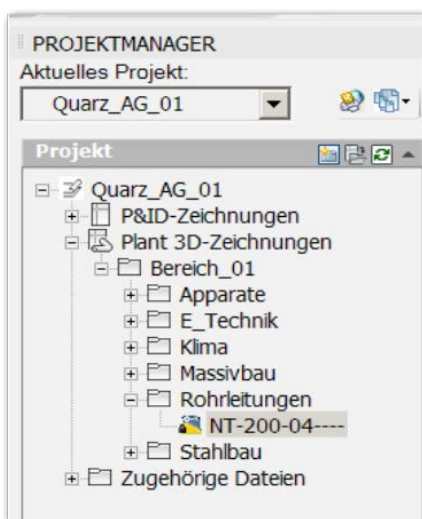 PROJEKTMANAGER
Aktuelles Projekt:
Quarz_AG_01
Projekt
Quarz_AG_01
P&ID-Zeichnungen
Plant 3D-Zeichnungen
Bereich_01
Apparate
E_Technik
Klima
Massivbau
Rohrleitungen
NT-200-04----
Stahlbau
Zugehörige Dateien